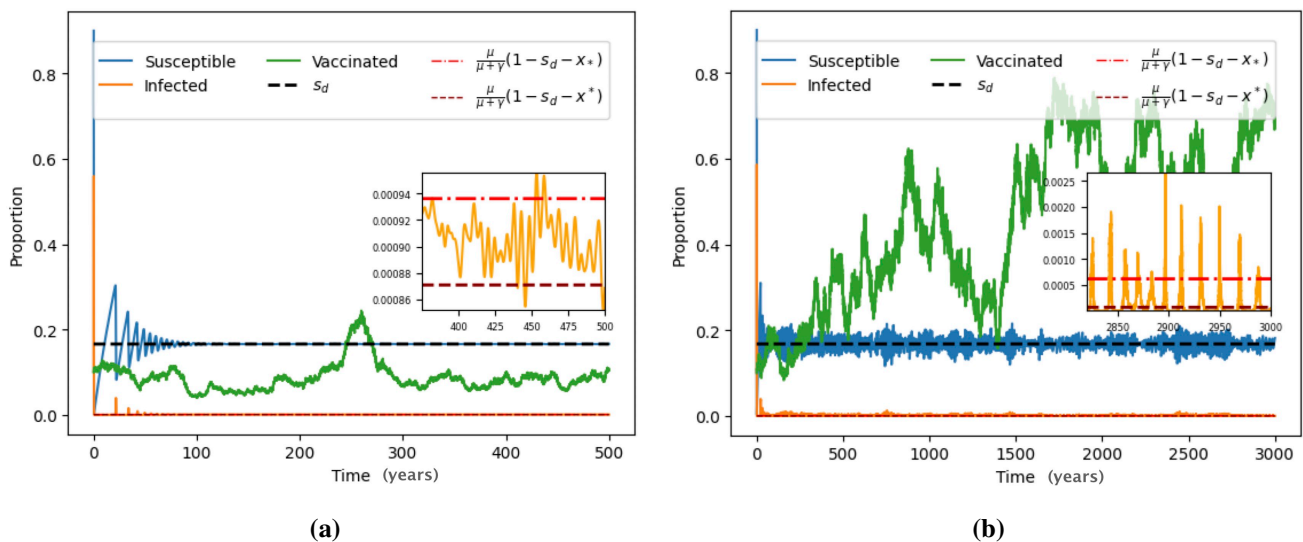 Susceptible
Infected
Vaccinated
s_d
μ/(μ+γ) (1 − s_d − x_*)
μ/(μ+γ) (1 − s_d − x^*)
0.8
0.6
0.4
0.2
0.0
Proportion
0.00094
0.00090
0.00088
0.00086
400
425
450
475
500
0
100
200
300
400
500
Time (years)
(a)
Susceptible
Infected
Vaccinated
s_d
μ/(μ+γ) (1 − s_d − x_*)
μ/(μ+γ) (1 − s_d − x^*)
0.8
0.6
0.4
0.2
0.0
Proportion
0.0025
0.0020
0.0015
0.0010
0.0005
2850
2900
2950
3000
0
500
1000
1500
2000
2500
3000
Time (years)
(b)